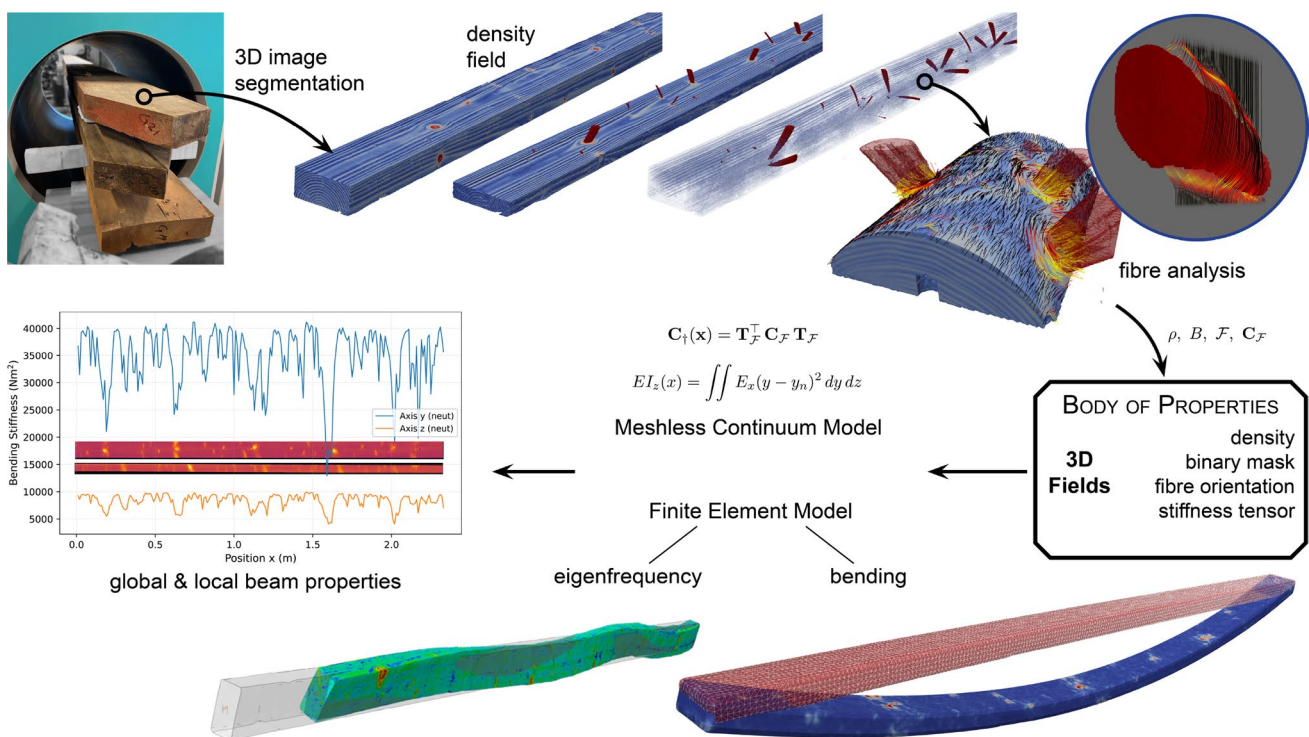 3D image
segmentation
density
field
fibre analysis
ρ, B, 𝓕, C_𝓕
BODY OF PROPERTIES
3D
Fields
density
binary mask
fibre orientation
stiffness tensor
C†(x) = T_𝓕^⊤ C_𝓕 T_𝓕
EI_z(x) = ∬ E_x(y − y_n)² dy dz
Meshless Continuum Model
Finite Element Model
eigenfrequency
bending
Bending Stiffness (Nm²)
40000
35000
30000
25000
20000
15000
10000
5000
Axis y (neut)
Axis z (neut)
0.0 0.5 1.0 1.5 2.0
Position x (m)
global & local beam properties